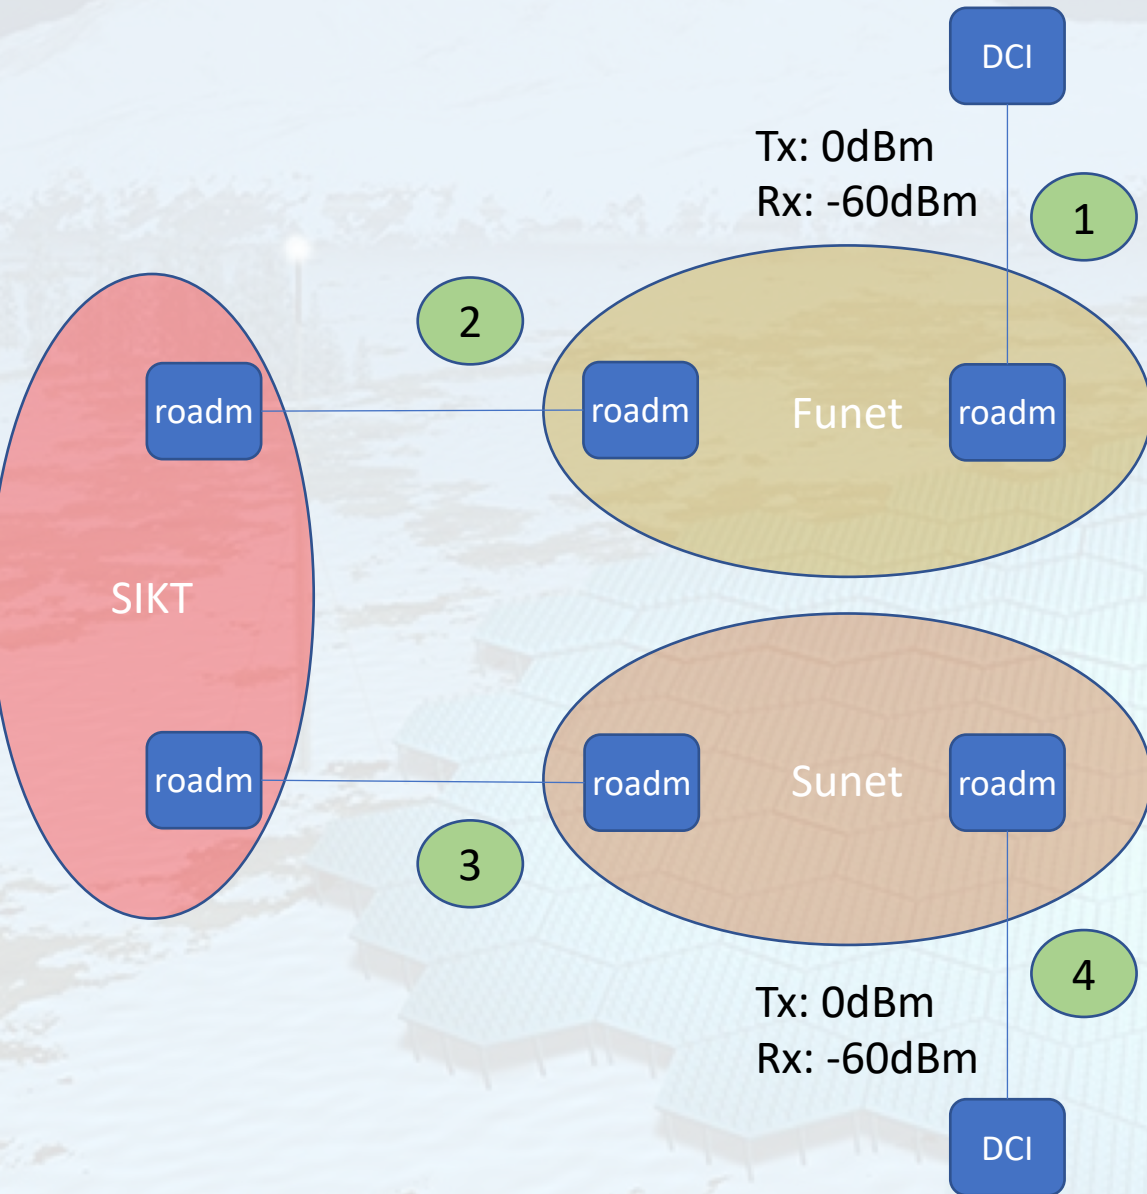 DCI
Tx: 0dBm
Rx: -60dBm
1
2
roadm
roadm
Funet
roadm
SIKT
roadm
roadm
Sunet
roadm
3
4
Tx: 0dBm
Rx: -60dBm
DCI